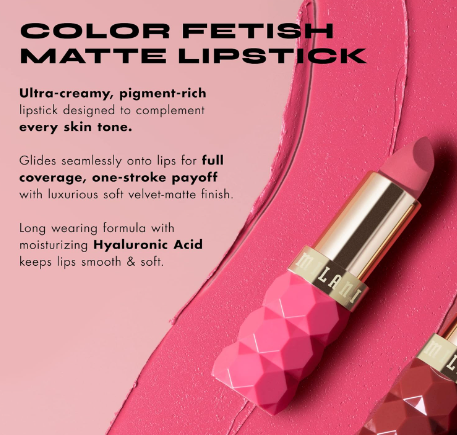 COLOR FETISH
MATTE LIPSTICK
Ultra-creamy, pigment-rich
lipstick designed to complement
every skin tone.
Glides seamlessly onto lips for full
coverage, one-stroke payoff
with luxurious soft velvet-matte finish.
Long wearing formula with
moisturizing Hyaluronic Acid
keeps lips smooth & soft.
MILANI